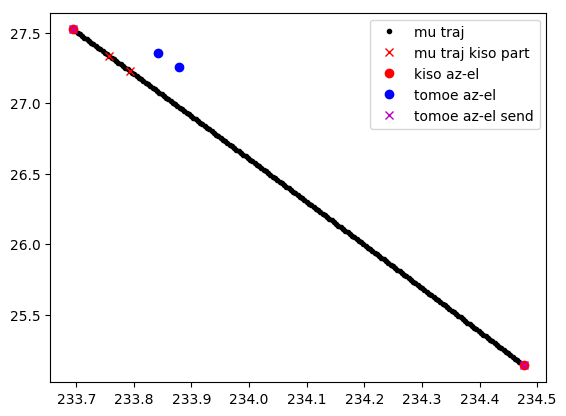 27.5
27.0
26.5
26.0
25.5
233.7 233.8 233.9 234.0 234.1 234.2 234.3 234.4 234.5
mu traj
mu traj kiso part
kiso az-el
tomoe az-el
tomoe az-el send